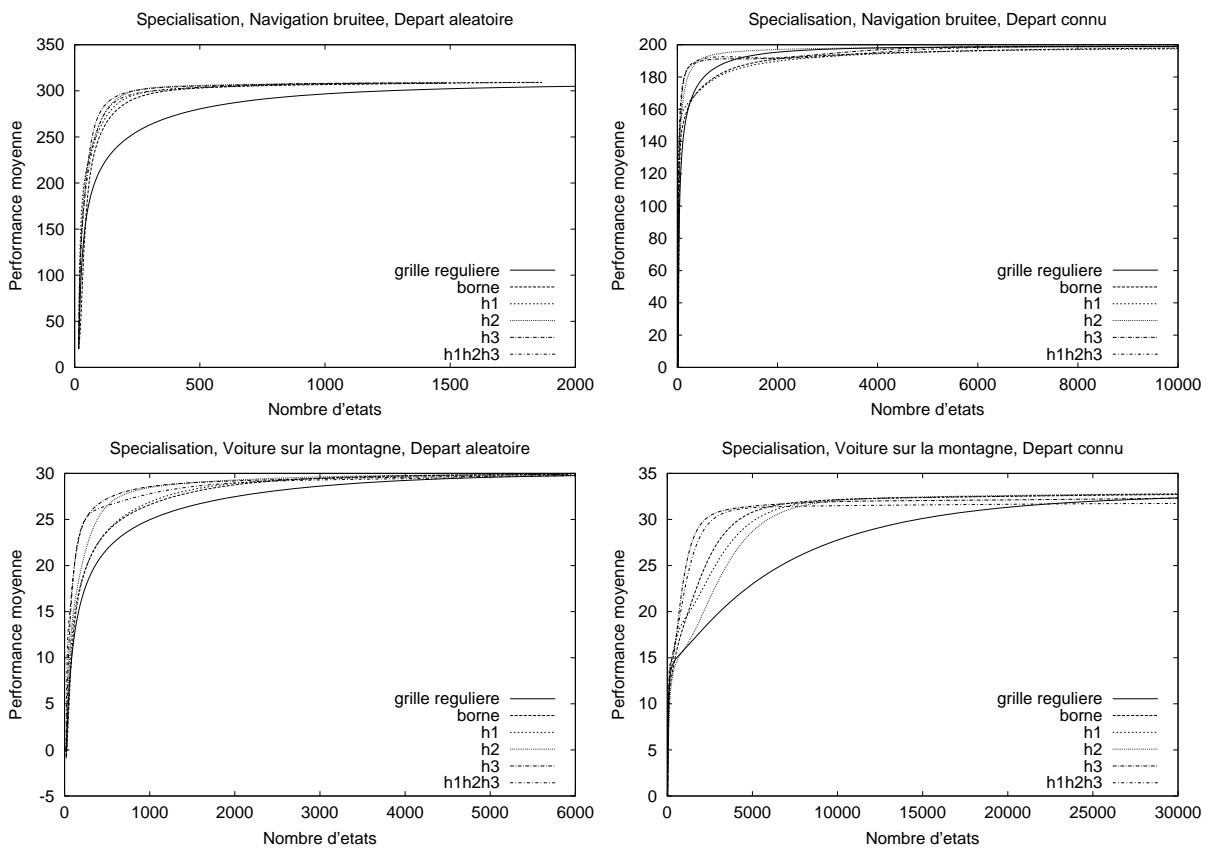 Specialisation, Navigation bruitee, Depart aleatoire
350
300
250
200
150
100
50
0
Performance moyenne
grille reguliere
borne
h1
h2
h3
h1h2h3
0 500 1000 1500 2000
Nombre d'etats
Specialisation, Navigation bruitee, Depart connu
200
180
160
140
120
100
80
60
40
20
0
Performance moyenne
grille reguliere
borne
h1
h2
h3
h1h2h3
0 2000 4000 6000 8000 10000
Nombre d'etats
Specialisation, Voiture sur la montagne, Depart aleatoire
30
25
20
15
10
5
0
-5
Performance moyenne
grille reguliere
borne
h1
h2
h3
h1h2h3
0 1000 2000 3000 4000 5000 6000
Nombre d'etats
Specialisation, Voiture sur la montagne, Depart connu
35
30
25
20
15
10
5
0
Performance moyenne
grille reguliere
borne
h1
h2
h3
h1h2h3
0 5000 10000 15000 20000 25000 30000
Nombre d'etats